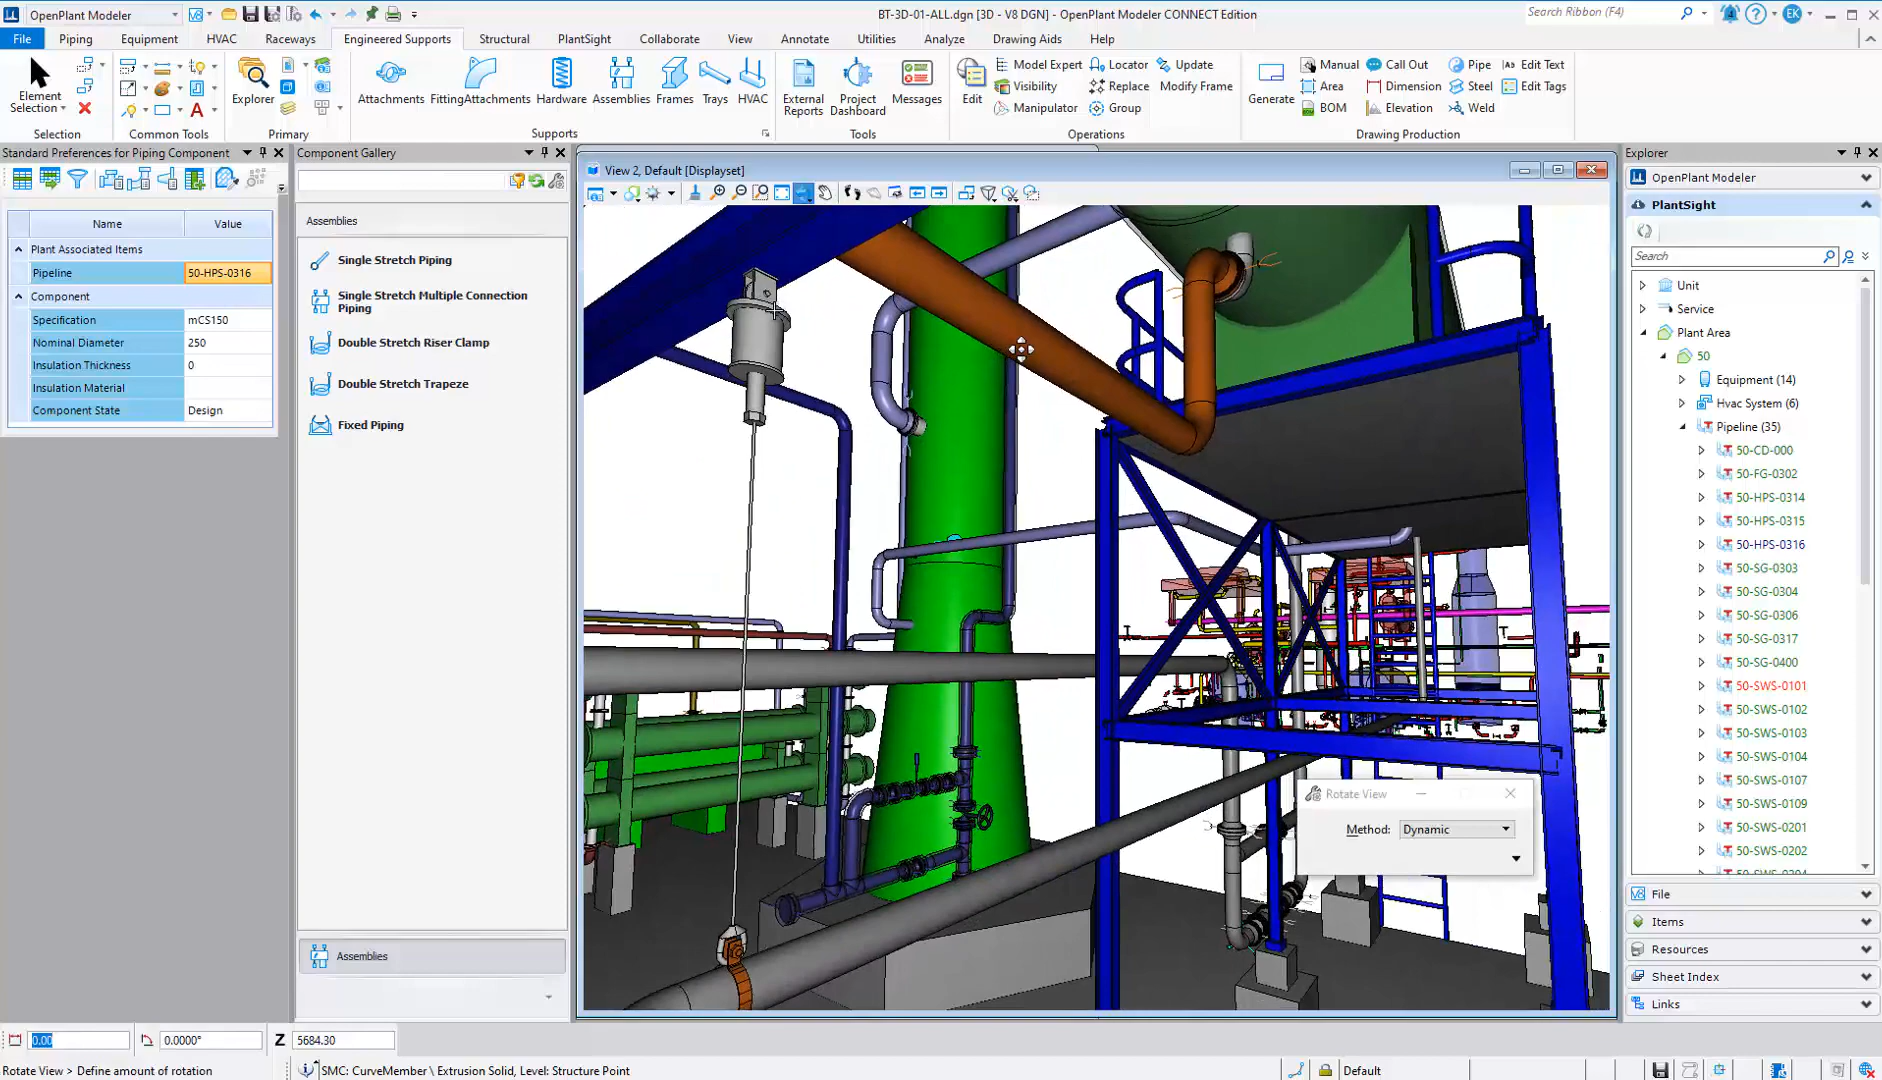 OpenPlant Modeler
BT-3D-01-ALL.dgn [3D - V8 DGN] - OpenPlant Modeler CONNECT Edition
Search Ribbon (F4)
EK
File
Piping
Equipment
HVAC
Raceways
Engineered Supports
Structural
PlantSight
Collaborate
View
Annotate
Utilities
Analyze
Drawing Aids
Help
Element
Selection
Selection
Common Tools
Explorer
Primary
Attachments
FittingAttachments
Hardware
Assemblies
Frames
Trays
HVAC
Supports
External
Reports
Project
Dashboard
Messages
Tools
Edit
Model Expert
Visibility
Manipulator
Locator
Replace
Group
Update
Modify Frame
Operations
Generate
Manual
Area
BOM
Call Out
Dimension
Elevation
Pipe
Steel
Weld
Edit Text
Edit Tags
Drawing Production
Standard Preferences for Piping Component
Name Value
Plant Associated Items
Pipeline 50-HPS-0316
Component
Specification mCS150
Nominal Diameter 250
Insulation Thickness 0
Insulation Material
Component State Design
Component Gallery
Assemblies
Single Stretch Piping
Single Stretch Multiple Connection
Piping
Double Stretch Riser Clamp
Double Stretch Trapeze
Fixed Piping
Assemblies
View 2, Default [Displayset]
Rotate View
Method: Dynamic
Explorer
OpenPlant Modeler
PlantSight
Search
Unit
Service
Plant Area
50
Equipment (14)
Hvac System (6)
Pipeline (35)
50-CD-000
50-FG-0302
50-HPS-0314
50-HPS-0315
50-HPS-0316
50-SG-0303
50-SG-0304
50-SG-0306
50-SG-0317
50-SG-0400
50-SWS-0101
50-SWS-0102
50-SWS-0103
50-SWS-0104
50-SWS-0107
50-SWS-0109
50-SWS-0201
50-SWS-0202
File
Items
Resources
Sheet Index
Links
0.00
0.0000°
Z 5684.30
Rotate View > Define amount of rotation
SMC: CurveMember \ Extrusion Solid, Level: Structure Point
Default